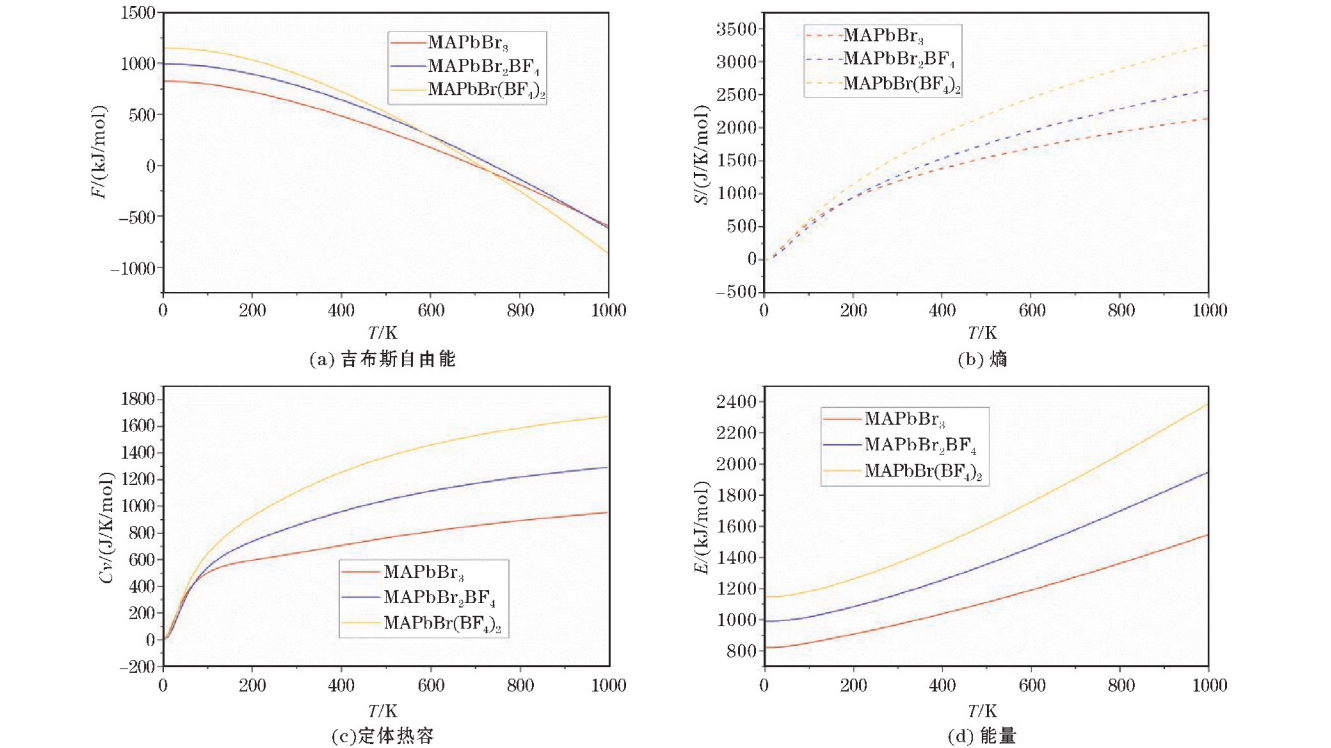 1500
1000
500
0
−500
−1000
F/(kJ/mol)
MAPbBr₃
MAPbBr₂BF₄
MAPbBr(BF₄)₂
0 200 400 600 800 1000
T/K
(a) 吉布斯自由能
3500
3000
2500
2000
1500
1000
500
0
−500
S/(J/K/mol)
MAPbBr₃
MAPbBr₂BF₄
MAPbBr(BF₄)₂
0 200 400 600 800 1000
T/K
(b) 熵
1800
1600
1400
1200
1000
800
600
400
200
0
−200
Cv/(J/K/mol)
MAPbBr₃
MAPbBr₂BF₄
MAPbBr(BF₄)₂
0 200 400 600 800 1000
T/K
(c)定体热容
2400
2200
2000
1800
1600
1400
1200
1000
800
E/(kJ/mol)
MAPbBr₃
MAPbBr₂BF₄
MAPbBr(BF₄)₂
0 200 400 600 800 1000
T/K
(d) 能量